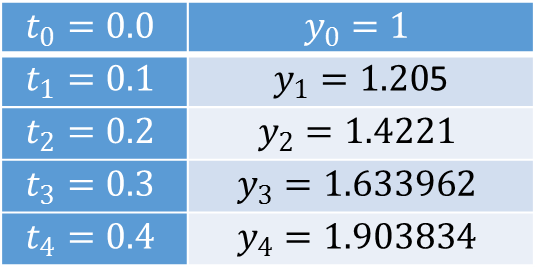 t₀ = 0.0 y₀ = 1
t₁ = 0.1 y₁ = 1.205
t₂ = 0.2 y₂ = 1.4221
t₃ = 0.3 y₃ = 1.633962
t₄ = 0.4 y₄ = 1.903834